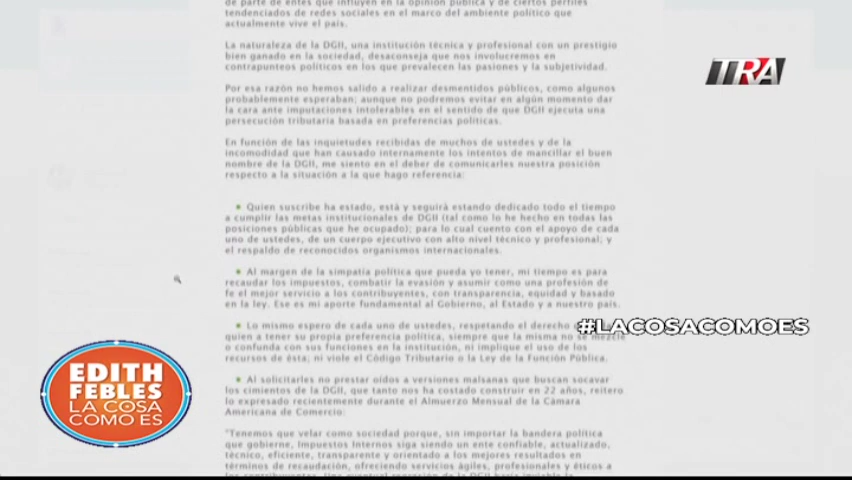 de parte de entes que influyen en la opinión pública y de ciertos perfiles
tendenciados de redes sociales en el marco del ambiente político que
actualmente vive el país.
La naturaleza de la DGII, una institución técnica y profesional con un prestigio
bien ganado en la sociedad, desaconseja que nos involucremos en
contrapunteos políticos en los que prevalecen las pasiones y la subjetividad.
Por esa razón no hemos salido a realizar desmentidos públicos, como algunos
probablemente esperaban; aunque no podremos evitar en algún momento dar
la cara ante imputaciones intolerables en el sentido de que DGII ejecuta una
persecución tributaria basada en preferencias políticas.
En función de las inquietudes recibidas de muchos de ustedes y de la
incomodidad que han causado internamente los intentos de mancillar el buen
nombre de la DGII, me siento en el deber de comunicarles nuestra posición
respecto a la situación a la que hago referencia:
Quien suscribe ha estado, está y seguirá estando dedicado todo el tiempo
a cumplir las metas institucionales de DGII (tal como lo he hecho en todas las
posiciones públicas que he ocupado); para lo cual cuento con el apoyo de cada
uno de ustedes, de un cuerpo ejecutivo con alto nivel técnico y profesional; y
el respaldo de reconocidos organismos internacionales.
Al margen de la simpatía política que pueda yo tener, mi tiempo es para
recaudar los impuestos, combatir la evasión y asumir como una profesión de
fe el mejor servicio a los contribuyentes, con transparencia, equidad y basado
en la ley. Ese es mi aporte fundamental al Gobierno, al Estado y a nuestro país.
Lo mismo espero de cada uno de ustedes, respetando el derecho
quien a tener su propia preferencia política, siempre que la misma no se mezcle
o confunda con sus funciones en la institución, ni implique el uso de los
recursos de ésta; ni viole el Código Tributario o la Ley de la Función Pública.
Al solicitarles no prestar oídos a versiones malsanas que buscan socavar
los cimientos de la DGII, que tanto nos ha costado construir en 22 años, reitero
lo expresado recientemente durante el Almuerzo Mensual de la Cámara
Americana de Comercio:
"Tenemos que velar como sociedad porque, sin importar la bandera política
que gobierne, Impuestos Internos siga siendo un ente confiable, actualizado,
técnico, eficiente, transparente y orientado a los mejores resultados en
términos de recaudación, ofreciendo servicios ágiles, profesionales y éticos a
TRA
#LACOSACOMOES
EDITH
FEBLES
LA COSA
COMO ES